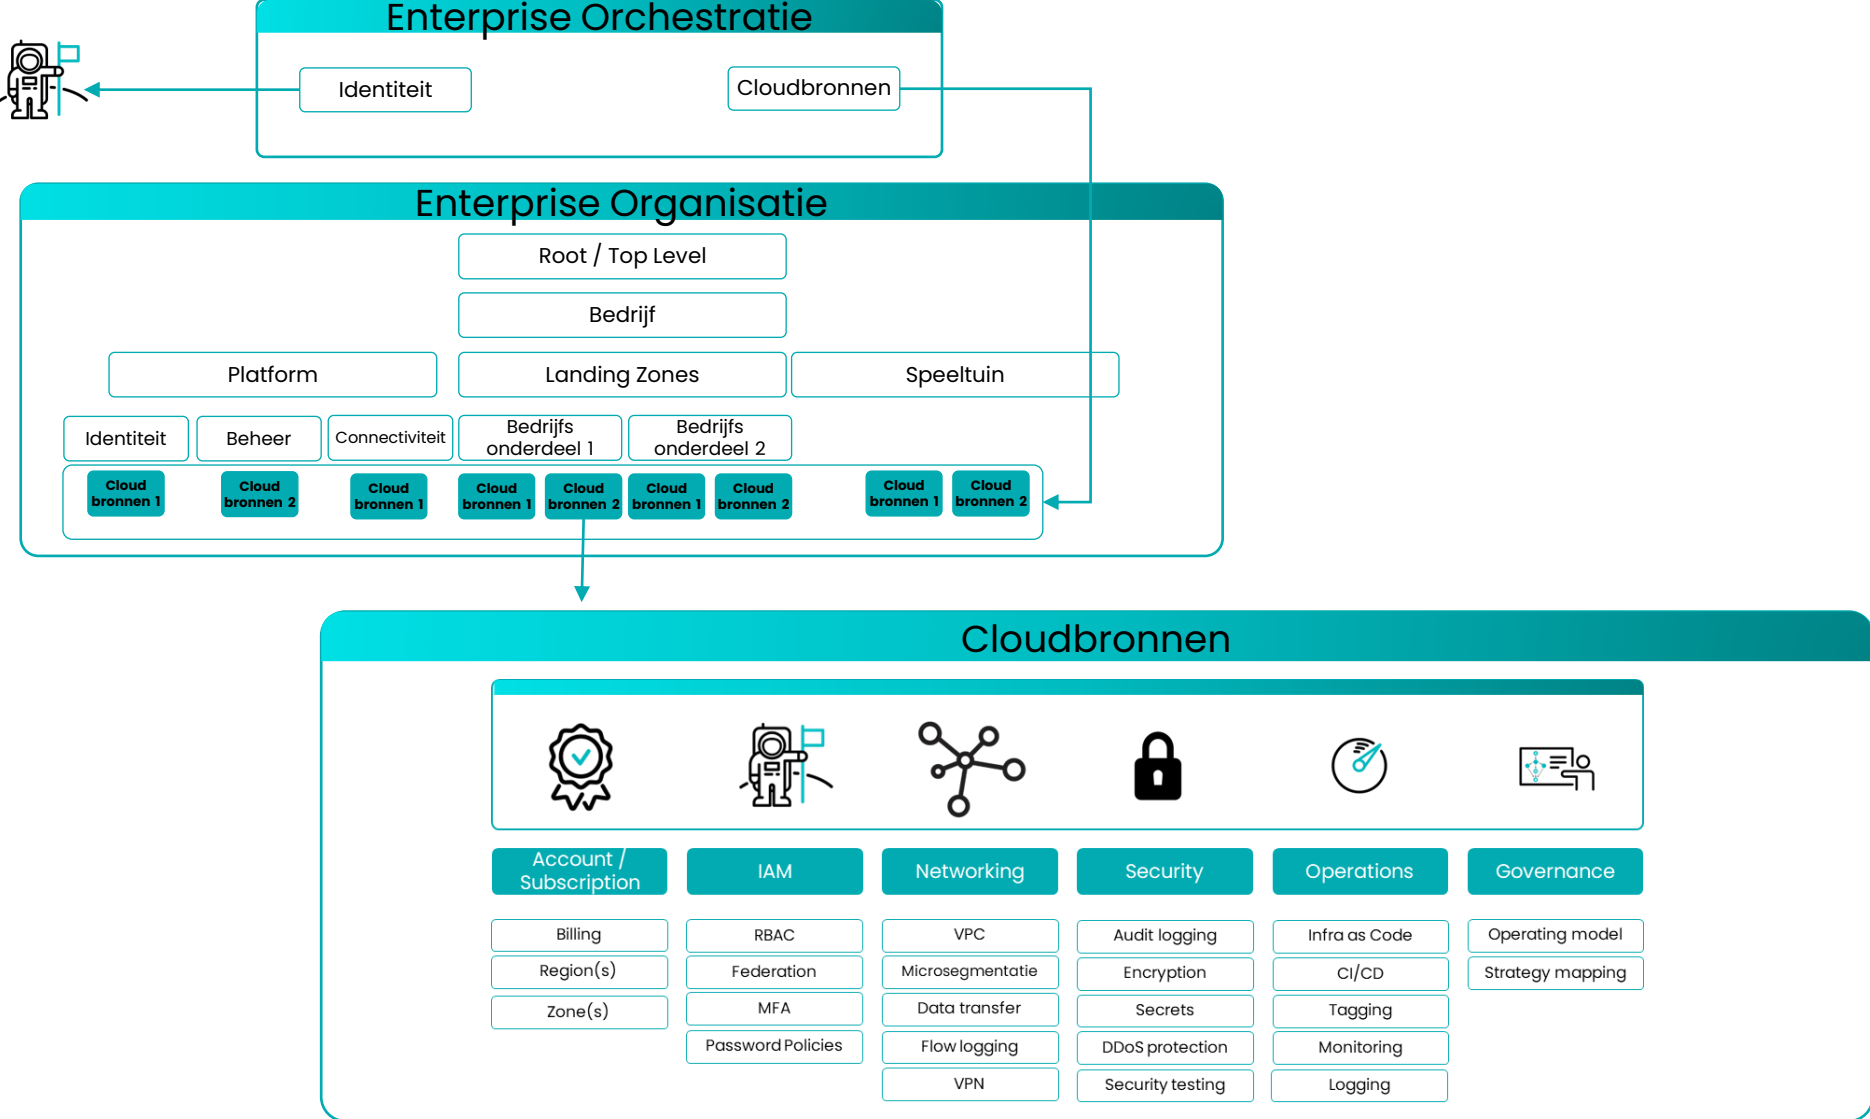 Enterprise Orchestratie
Identiteit
Cloudbronnen
Enterprise Organisatie
Root / Top Level
Bedrijf
Platform
Landing Zones
Speeltuin
Identiteit
Beheer
Connectiviteit
Bedrijfs
onderdeel 1
Bedrijfs
onderdeel 2
Cloud
bronnen 1
Cloud
bronnen 2
Cloud
bronnen 1
Cloud
bronnen 1
Cloud
bronnen 2
Cloud
bronnen 1
Cloud
bronnen 2
Cloud
bronnen 1
Cloud
bronnen 2
Cloudbronnen
Account /
Subscription
Billing
Region(s)
Zone(s)
IAM
RBAC
Federation
MFA
Password Policies
Networking
VPC
Microsegmentatie
Data transfer
Flow logging
VPN
Security
Audit logging
Encryption
Secrets
DDoS protection
Security testing
Operations
Infra as Code
CI/CD
Tagging
Monitoring
Logging
Governance
Operating model
Strategy mapping